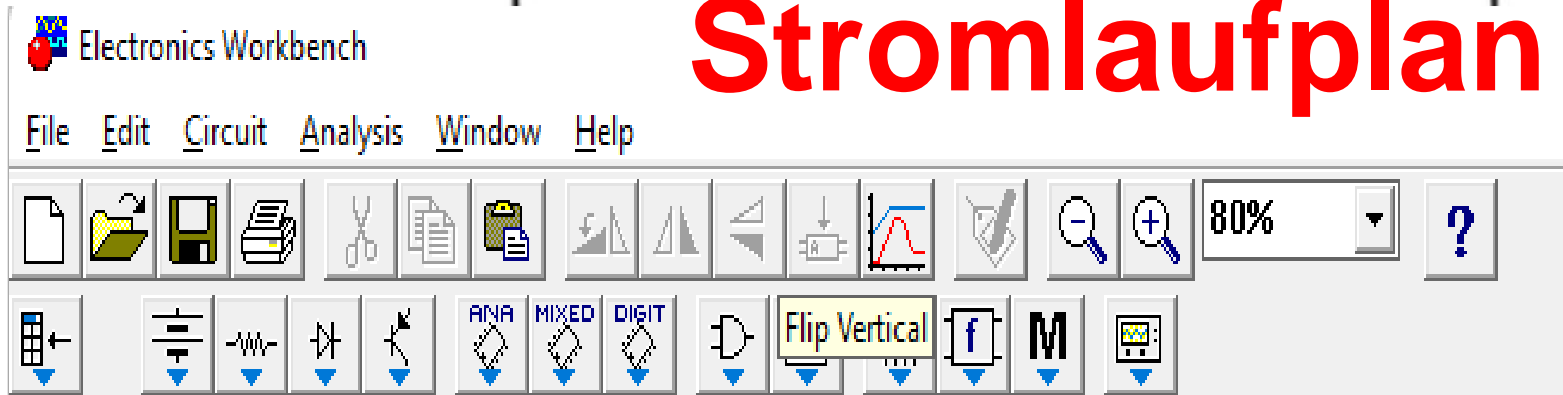 Stromlaufplan
Electronics Workbench
File Edit Circuit Analysis Window Help
80% ?
ANA MIXED DIGIT
Flip Vertical f M